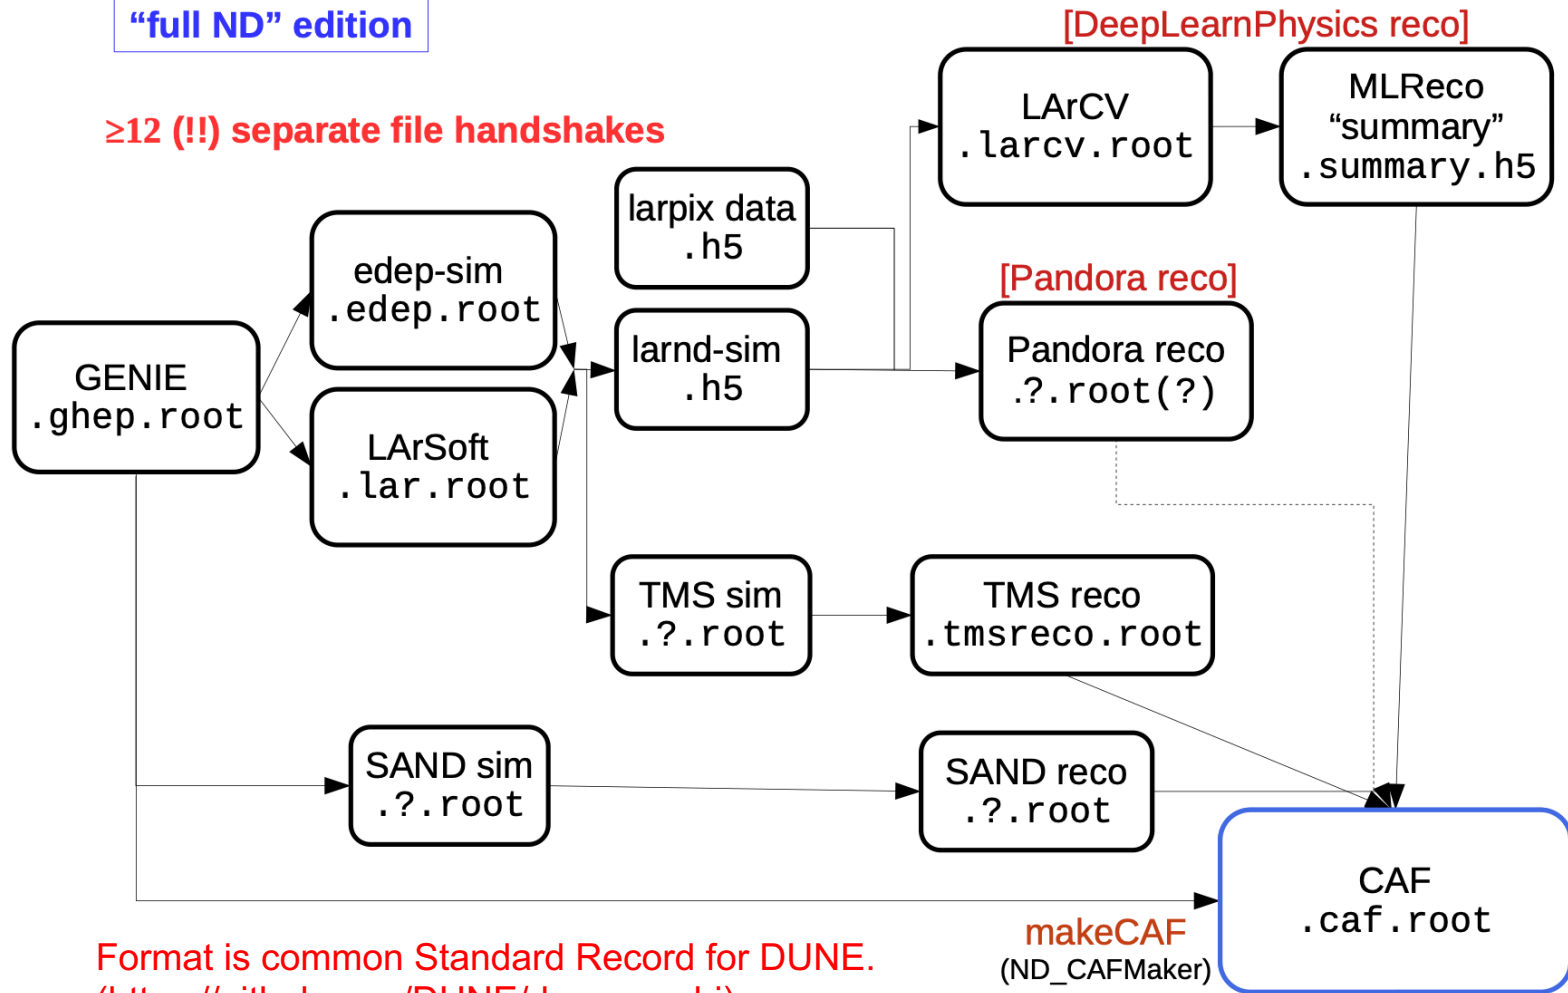 “full ND” edition
[DeepLearnPhysics reco]
≥12 (!!) separate file handshakes
LArCV
.larcv.root
MLReco
“summary”
.summary.h5
larpix data
.h5
edep-sim
.edep.root
[Pandora reco]
larnd-sim
.h5
Pandora reco
.?.root(?)
GENIE
.ghep.root
LArSoft
.lar.root
TMS sim
.?.root
TMS reco
.tmsreco.root
SAND sim
.?.root
SAND reco
.?.root
CAF
.caf.root
makeCAF
(ND_CAFMaker)
Format is common Standard Record for DUNE.